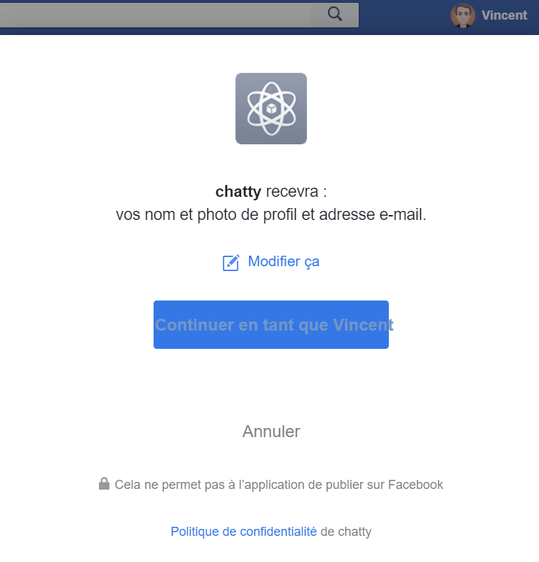 Vincent
chatty recevra :
vos nom et photo de profil et adresse e-mail.
Modifier ça
Continuer en tant que Vincent
Annuler
Cela ne permet pas à l’application de publier sur Facebook
Politique de confidentialité de chatty